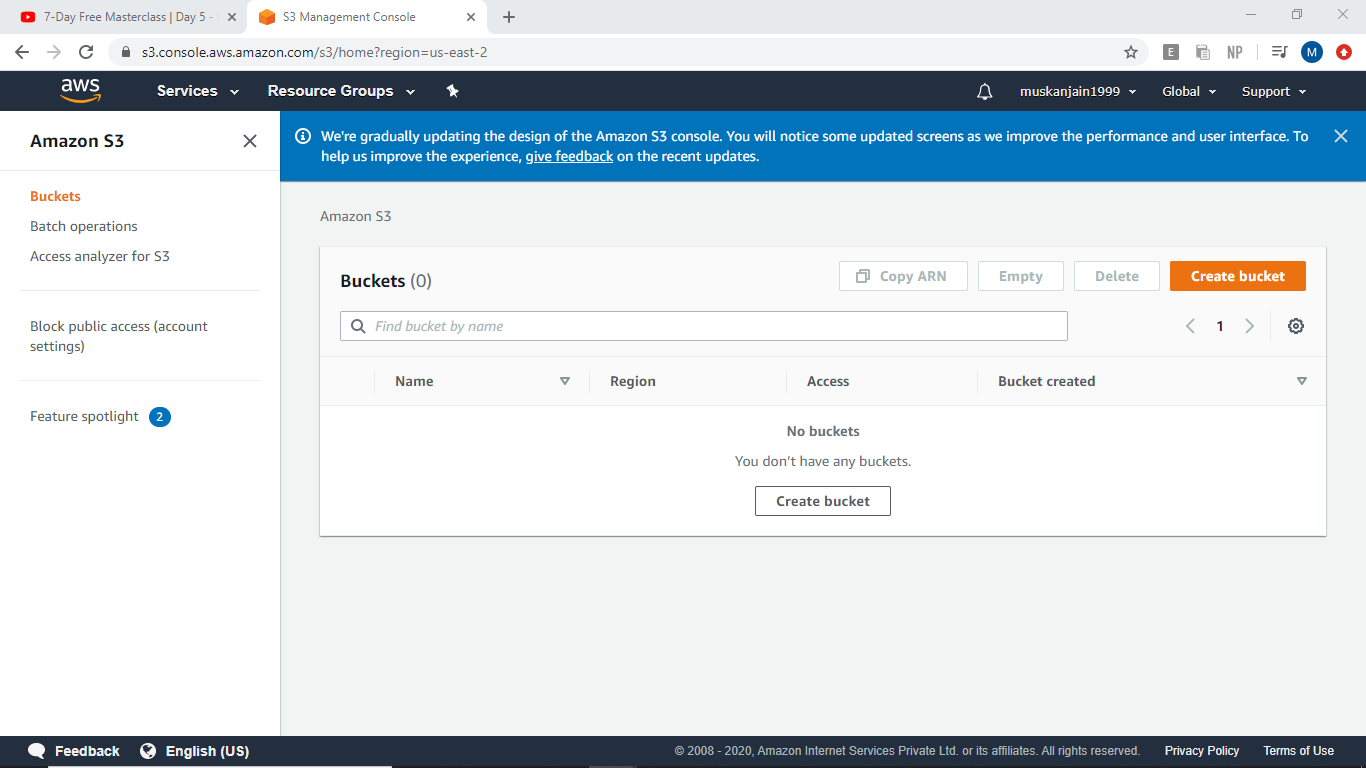 7-Day Free Masterclass | Day 5 -
S3 Management Console
s3.console.aws.amazon.com/s3/home?region=us-east-2
E
NP
M
aws
Services
Resource Groups
muskanjain1999
Global
Support
Amazon S3
Buckets
Batch operations
Access analyzer for S3
Block public access (account
settings)
Feature spotlight 2
We're gradually updating the design of the Amazon S3 console. You will notice some updated screens as we improve the performance and user interface. To
help us improve the experience, give feedback on the recent updates.
Amazon S3
Buckets (0)
Copy ARN
Empty
Delete
Create bucket
Find bucket by name
1
Name
Region
Access
Bucket created
No buckets
You don't have any buckets.
Create bucket
Feedback
English (US)
© 2008 - 2020, Amazon Internet Services Private Ltd. or its affiliates. All rights reserved.
Privacy Policy
Terms of Use